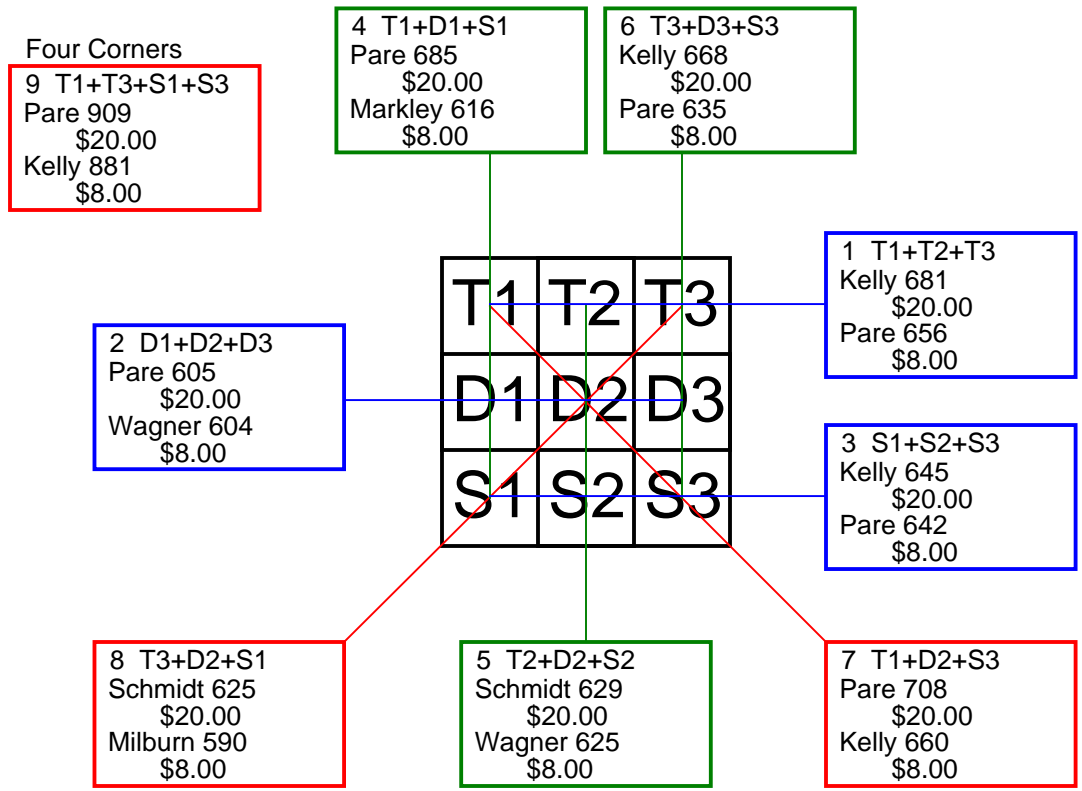 Four Corners
9 T1+T3+S1+S3
Pare 909
$20.00
Kelly 881
$8.00
4 T1+D1+S1
Pare 685
$20.00
Markley 616
$8.00
6 T3+D3+S3
Kelly 668
$20.00
Pare 635
$8.00
1 T1+T2+T3
Kelly 681
$20.00
Pare 656
$8.00
T1 T2 T3
D1 D2 D3
S1 S2 S3
2 D1+D2+D3
Pare 605
$20.00
Wagner 604
$8.00
3 S1+S2+S3
Kelly 645
$20.00
Pare 642
$8.00
8 T3+D2+S1
Schmidt 625
$20.00
Milburn 590
$8.00
5 T2+D2+S2
Schmidt 629
$20.00
Wagner 625
$8.00
7 T1+D2+S3
Pare 708
$20.00
Kelly 660
$8.00